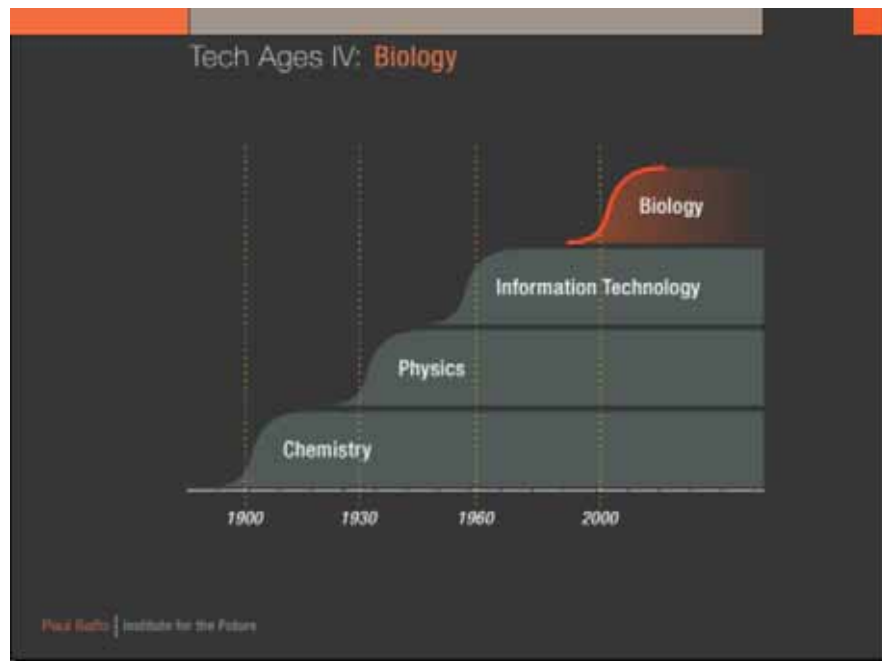 Tech Ages IV: Biology
Biology
Information Technology
Physics
Chemistry
1900 1930 1960 2000
Paul Saffo | Institute for the Future